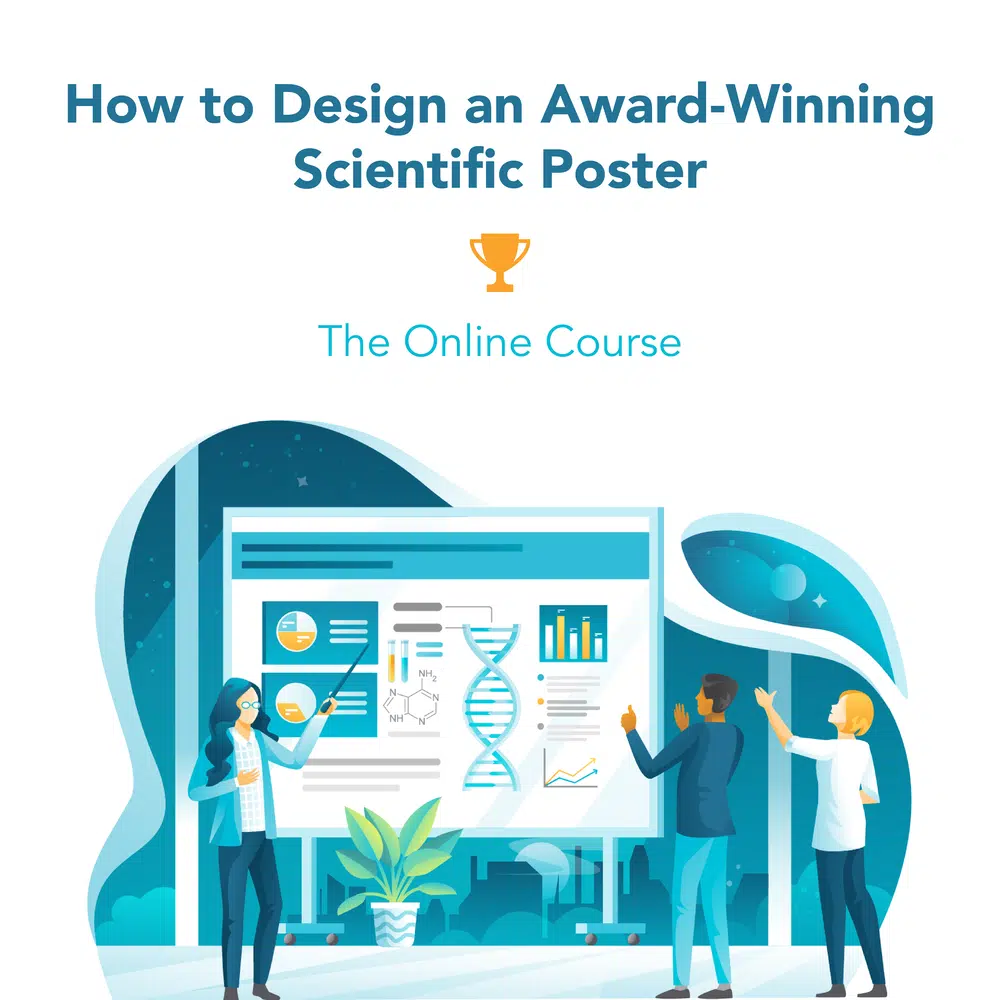 How to Design an Award-Winning
Scientific Poster
The Online Course
NH₂
N
N
NH
N